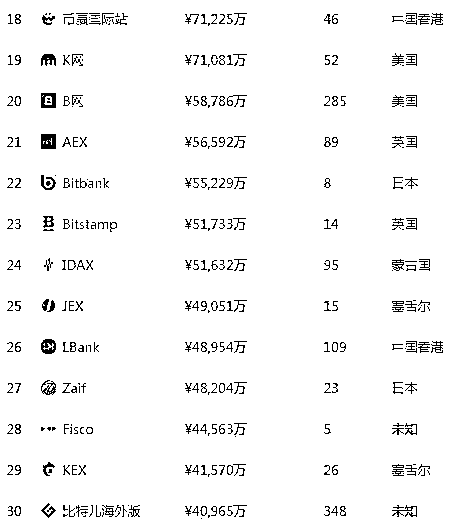 18 币赢国际站 ¥71,225万 46 中国香港
19 K网 ¥71,081万 52 美国
20 B网 ¥58,786万 285 美国
21 AEX ¥56,592万 89 英国
22 Bitbank ¥55,229万 8 日本
23 Bitstamp ¥51,733万 14 英国
24 IDAX ¥51,632万 95 蒙古国
25 JEX ¥49,051万 15 塞舌尔
26 LBank ¥48,954万 109 中国香港
27 Zaif ¥48,204万 23 日本
28 Fisco ¥44,563万 5 未知
29 KEX ¥41,570万 26 塞舌尔
30 比特儿海外版 ¥40,965万 348 未知